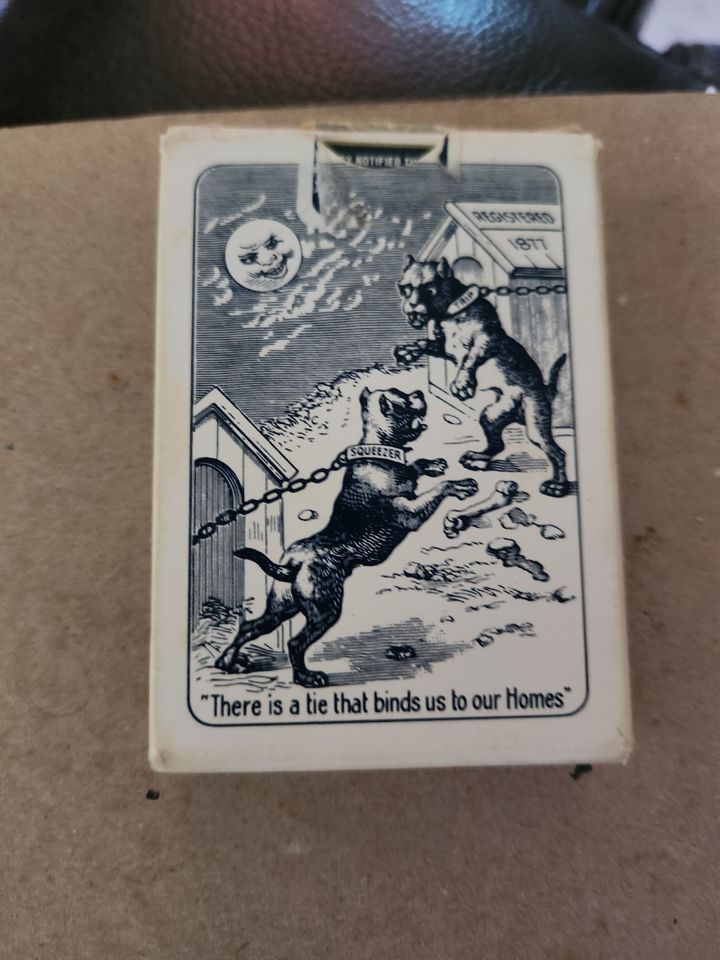 NOTIFIED
REGISTERED
1877
TRIP
SQUEEZER
"There is a tie that binds us to our Homes"